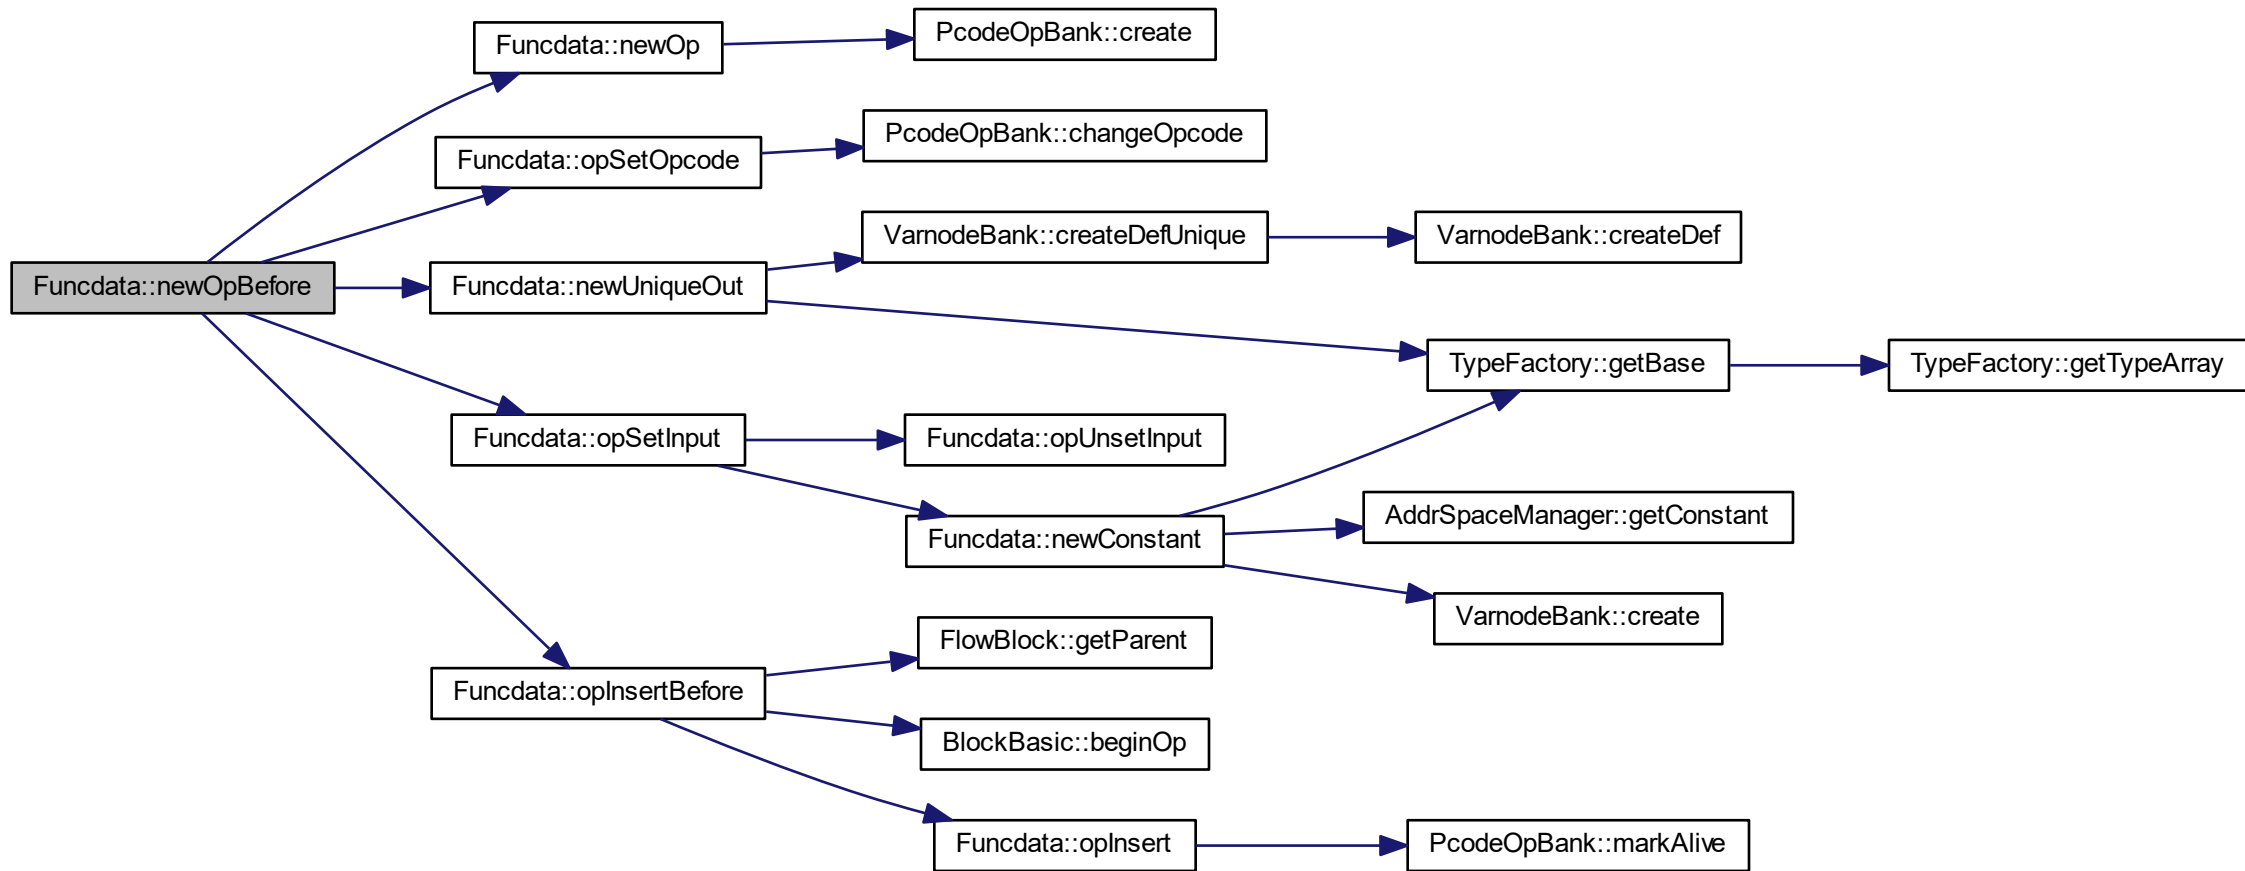 Funcdata::newOp
PcodeOpBank::create
Funcdata::opSetOpcode
PcodeOpBank::changeOpcode
VarnodeBank::createDefUnique
VarnodeBank::createDef
Funcdata::newOpBefore
Funcdata::newUniqueOut
TypeFactory::getBase
TypeFactory::getTypeArray
Funcdata::opSetInput
Funcdata::opUnsetInput
Funcdata::newConstant
AddrSpaceManager::getConstant
VarnodeBank::create
FlowBlock::getParent
Funcdata::opInsertBefore
BlockBasic::beginOp
Funcdata::opInsert
PcodeOpBank::markAlive